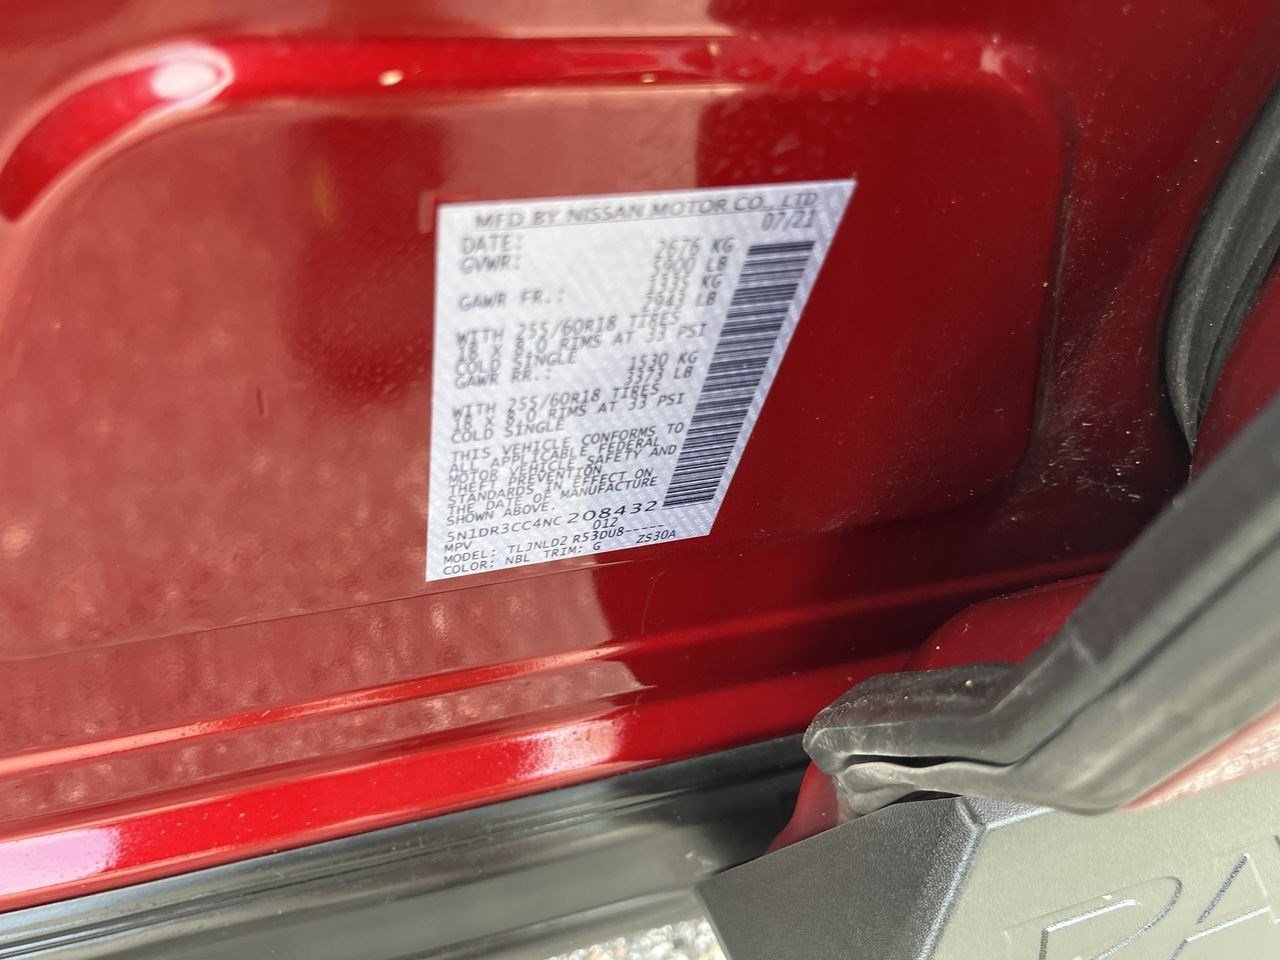 MFD BY NISSAN MOTOR CO., LTD
DATE: 07/21
GVWR: 2676 KG
5900 LB
GAWR FR.: 1335 KG
2943 LB
WITH 255/60R18 TIRES
18 X 8.0 RIMS AT 33 PSI
COLD SINGLE
GAWR RR.: 1530 KG
3373 LB
WITH 255/60R18 TIRES
18 X 8.0 RIMS AT 33 PSI
COLD SINGLE
THIS VEHICLE CONFORMS TO
ALL APPLICABLE FEDERAL
MOTOR VEHICLE SAFETY AND
THEFT PREVENTION
STANDARDS IN EFFECT ON
THE DATE OF MANUFACTURE
SHOWN ABOVE.
5N1DR3CC4NC208432
MPV 012
MODEL: TLJNLD2 R53DU8-----
COLOR: NBL TRIM: G ZS30A